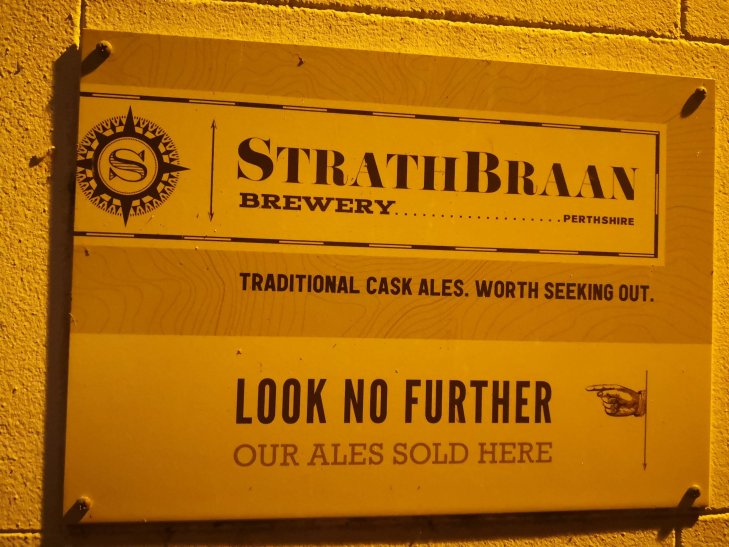 S
STRATHBRAAN
BREWERY....................PERTHSHIRE
TRADITIONAL CASK ALES. WORTH SEEKING OUT.
LOOK NO FURTHER
OUR ALES SOLD HERE